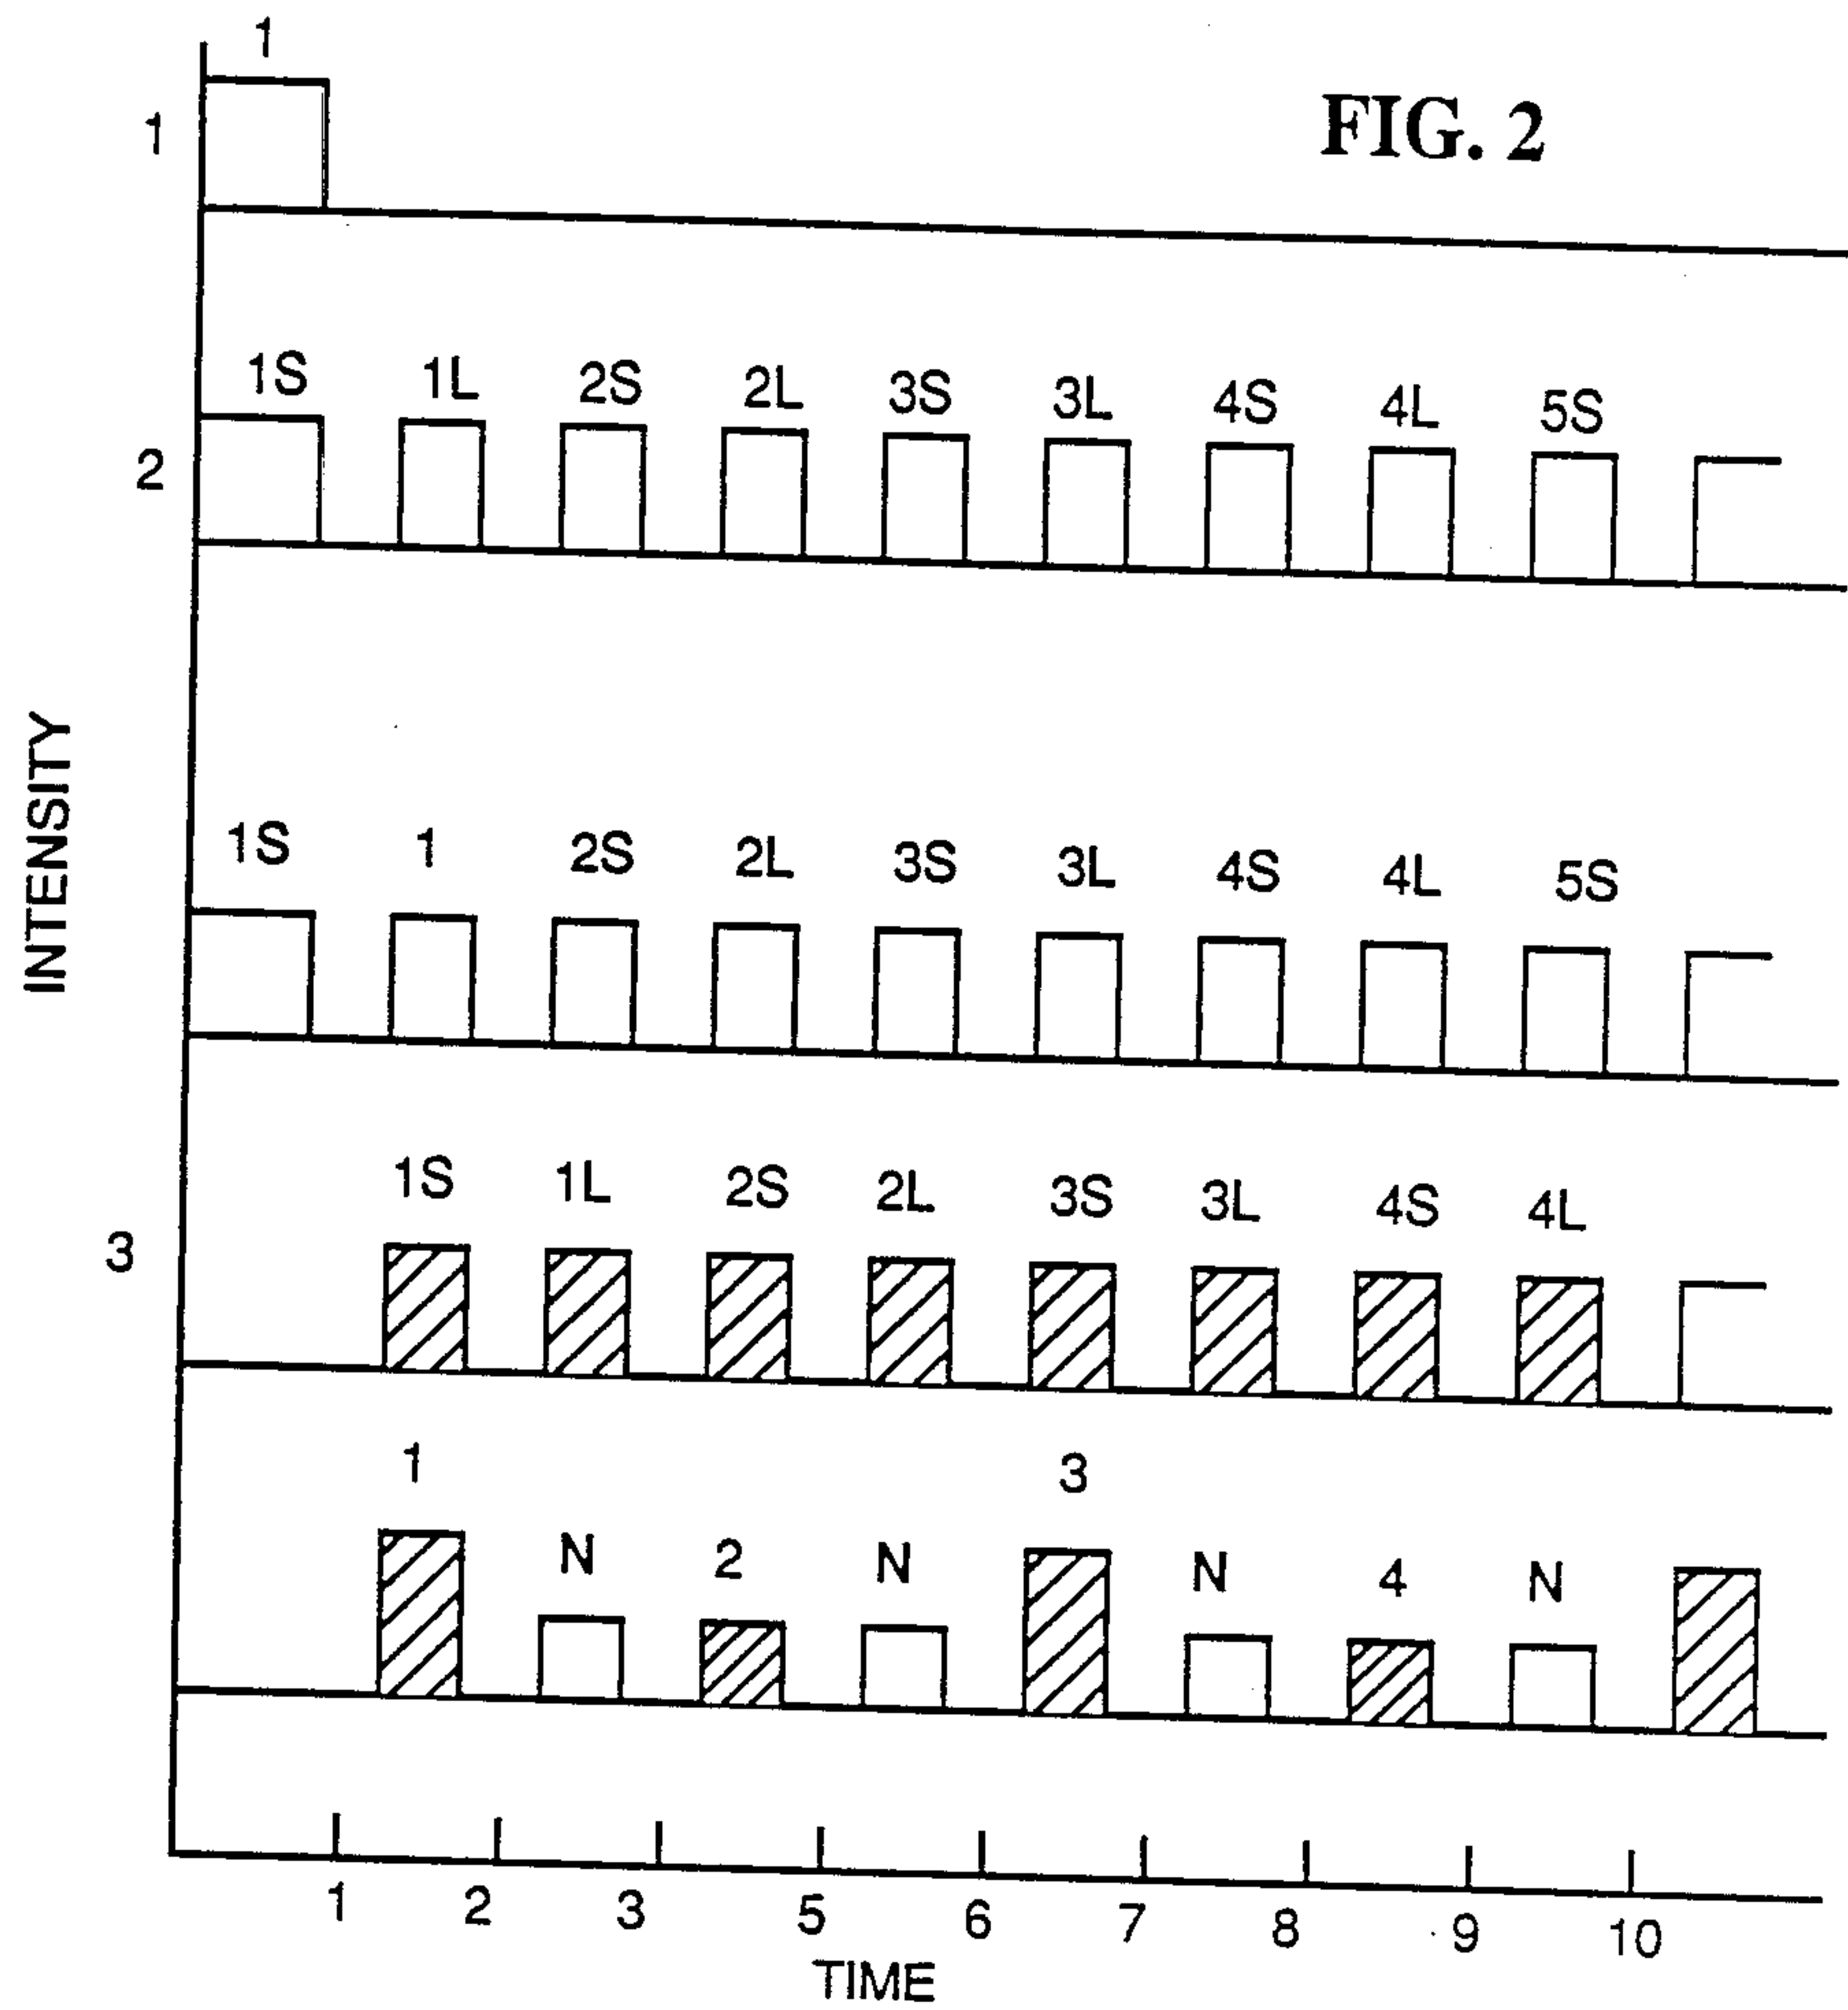 FIG. 2
1
1
1S 1L 2S 2L 3S 3L 4S 4L 5S
2
INTENSITY
1S 1 2S 2L 3S 3L 4S 4L 5S
1S 1L 2S 2L 3S 3L 4S 4L
3
1 N 2 N 3 N 4 N
1 2 3 5 6 7 8 9 10
TIME